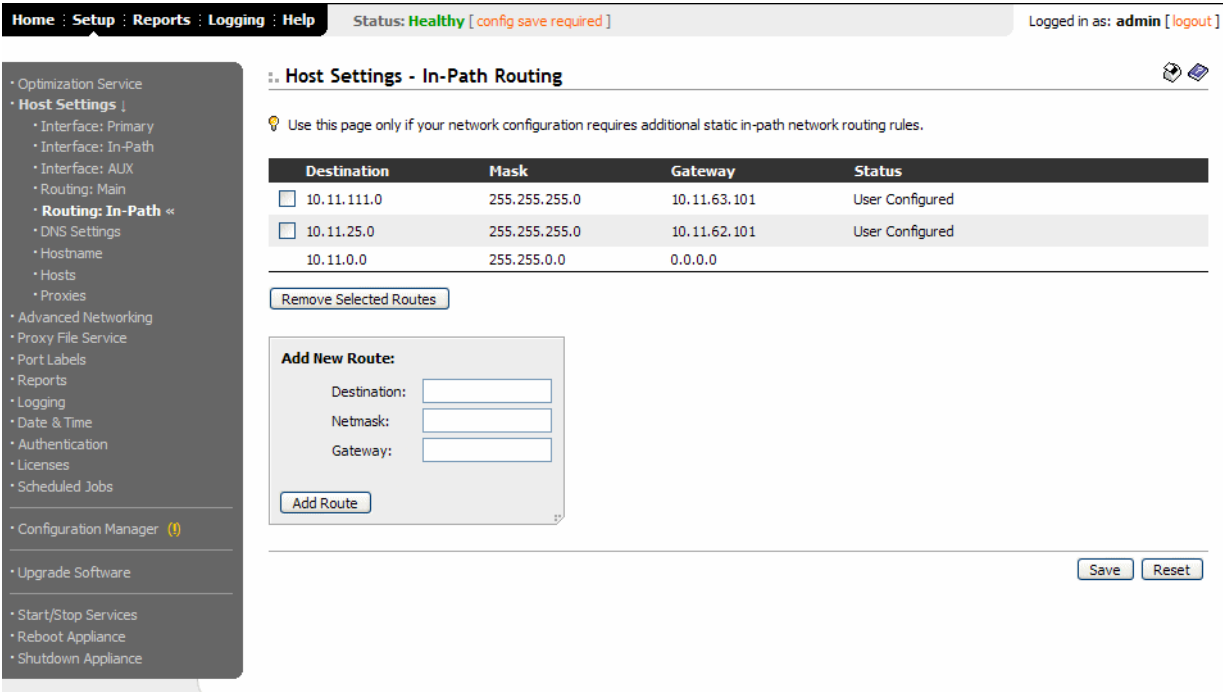 Home : Setup : Reports : Logging : Help
Status: Healthy [ config save required ]
Logged in as: admin [ logout ]
· Optimization Service
· Host Settings ↓
· Interface: Primary
· Interface: In-Path
· Interface: AUX
· Routing: Main
· Routing: In-Path «
· DNS Settings
· Hostname
· Hosts
· Proxies
· Advanced Networking
· Proxy File Service
· Port Labels
· Reports
· Logging
· Date & Time
· Authentication
· Licenses
· Scheduled Jobs
· Configuration Manager (!)
· Upgrade Software
· Start/Stop Services
· Reboot Appliance
· Shutdown Appliance
:. Host Settings - In-Path Routing
Use this page only if your network configuration requires additional static in-path network routing rules.
Destination Mask Gateway Status
10.11.111.0 255.255.255.0 10.11.63.101 User Configured
10.11.25.0 255.255.255.0 10.11.62.101 User Configured
10.11.0.0 255.255.0.0 0.0.0.0
Remove Selected Routes
Add New Route:
Destination:
Netmask:
Gateway:
Add Route
Save Reset